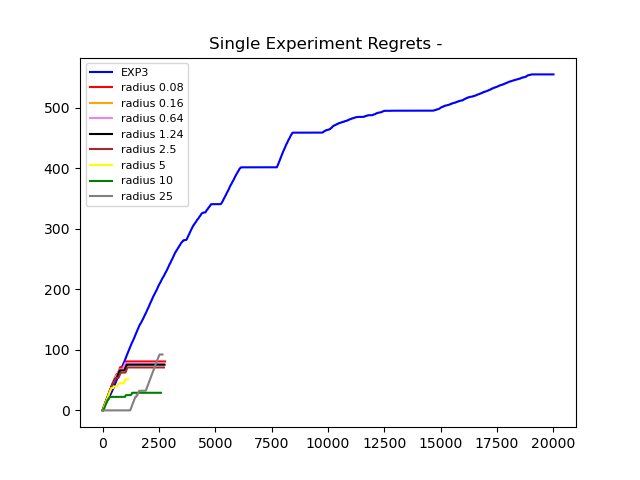 Single Experiment Regrets -
EXP3
radius 0.08
radius 0.16
radius 0.64
radius 1.24
radius 2.5
radius 5
radius 10
radius 25
500
400
300
200
100
0
0 2500 5000 7500 10000 12500 15000 17500 20000